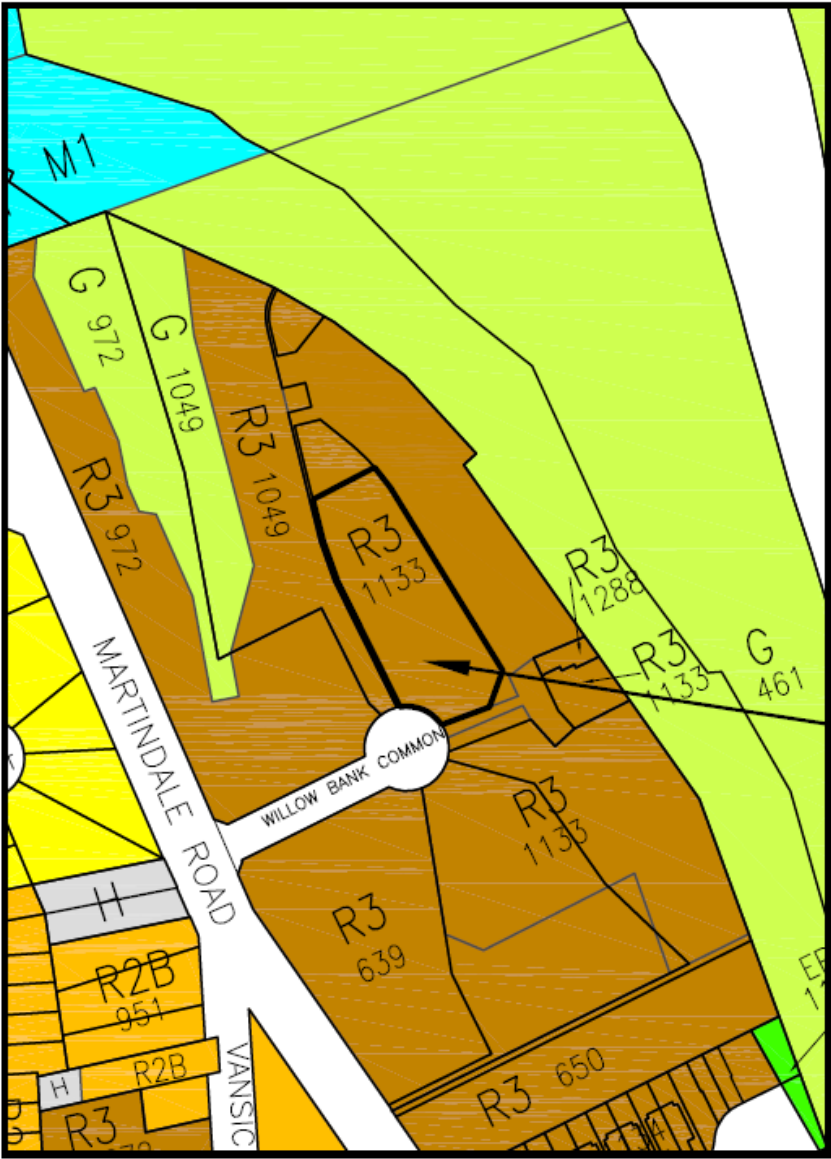 M1
G 972
G 1049
R3 1049
R3 972
R3
1133
R3
1288
R3
1133
G
461
MARTINDALE ROAD
WILLOW BANK COMMON
R3
1133
R3
639
H
R2B
951
R2B
H
VANSIC
R3 650
R3